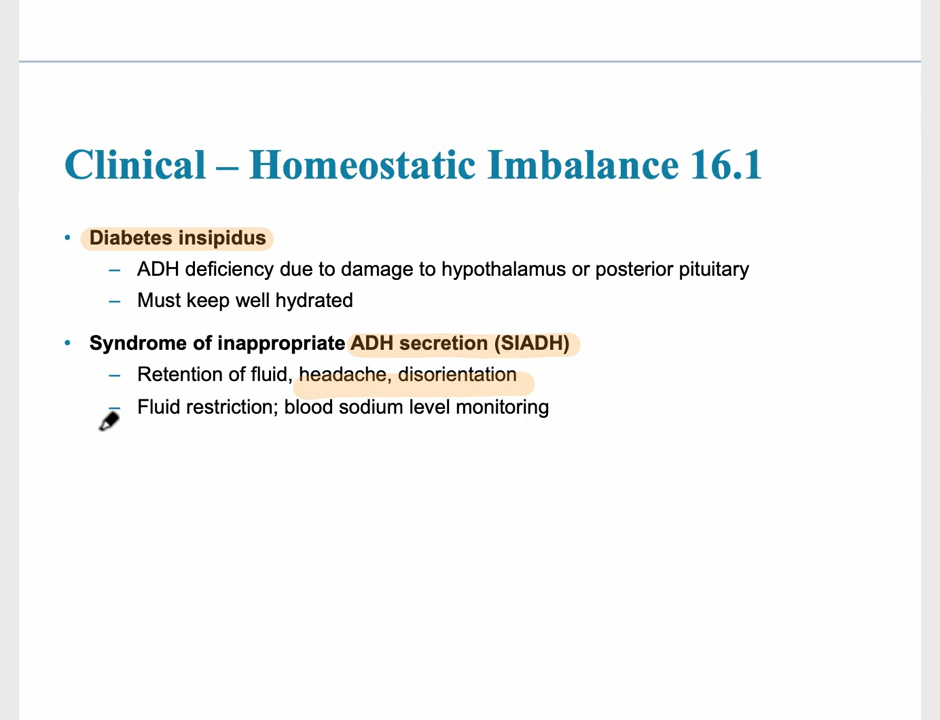 Clinical – Homeostatic Imbalance 16.1
• Diabetes insipidus
– ADH deficiency due to damage to hypothalamus or posterior pituitary
– Must keep well hydrated
• Syndrome of inappropriate ADH secretion (SIADH)
– Retention of fluid, headache, disorientation
– Fluid restriction; blood sodium level monitoring